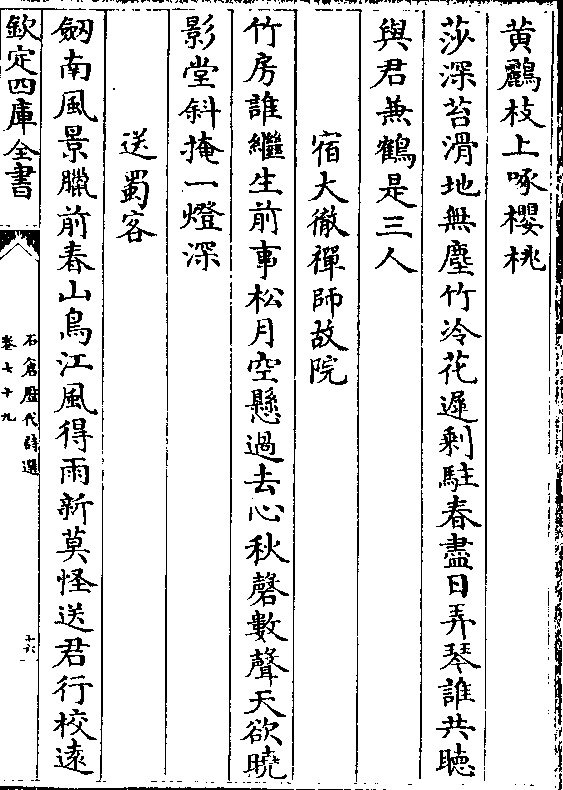 黄鸝枝上啄櫻桃
莎深苔滑地無塵竹冷花遲剩駐春盡日弄琴誰共聴
與君兼鶴是三人
宿大徹禪師故院
竹房誰繼生前事松月空懸過去心秋磬數聲天欲曉
影堂斜掩一燈深
送蜀客
劒南風景臘前春山鳥江風得雨新莫怪送君行校逺
欽定四庫全書
石倉歴代詩選
卷七十九
十六